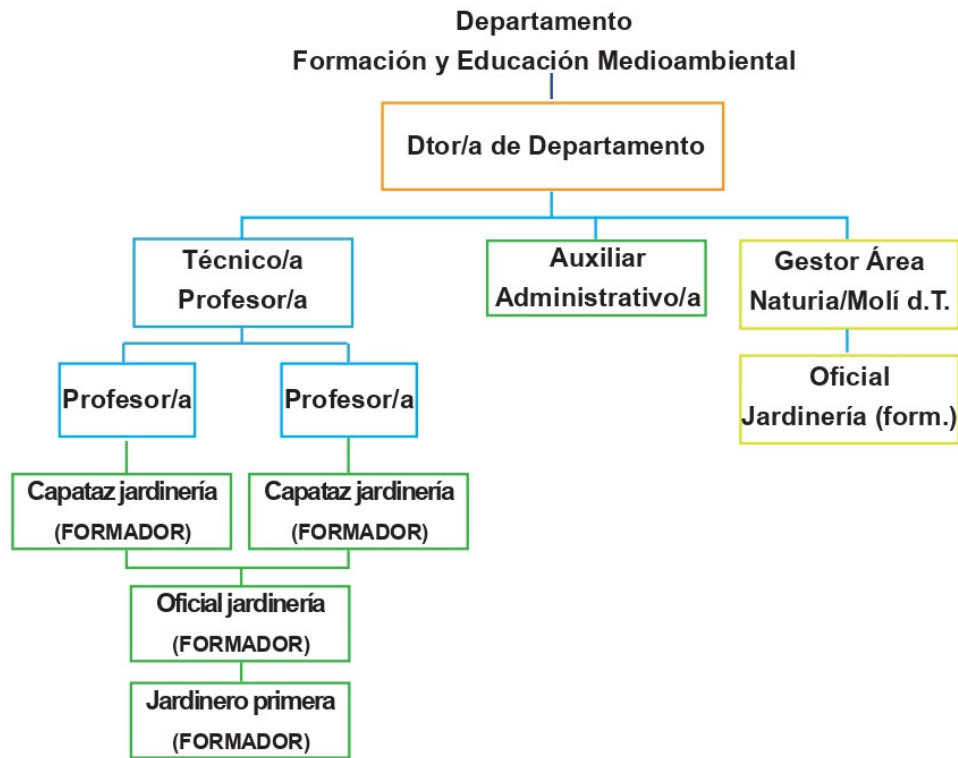 Departamento
Formación y Educación Medioambiental
Dtor/a de Departamento
Técnico/a
Profesor/a
Auxiliar
Administrativo/a
Gestor Área
Naturia/Molí d.T.
Profesor/a
Profesor/a
Oficial
Jardinería (form.)
Capataz jardinería
(FORMADOR)
Capataz jardinería
(FORMADOR)
Oficial jardinería
(FORMADOR)
Jardinero primera
(FORMADOR)